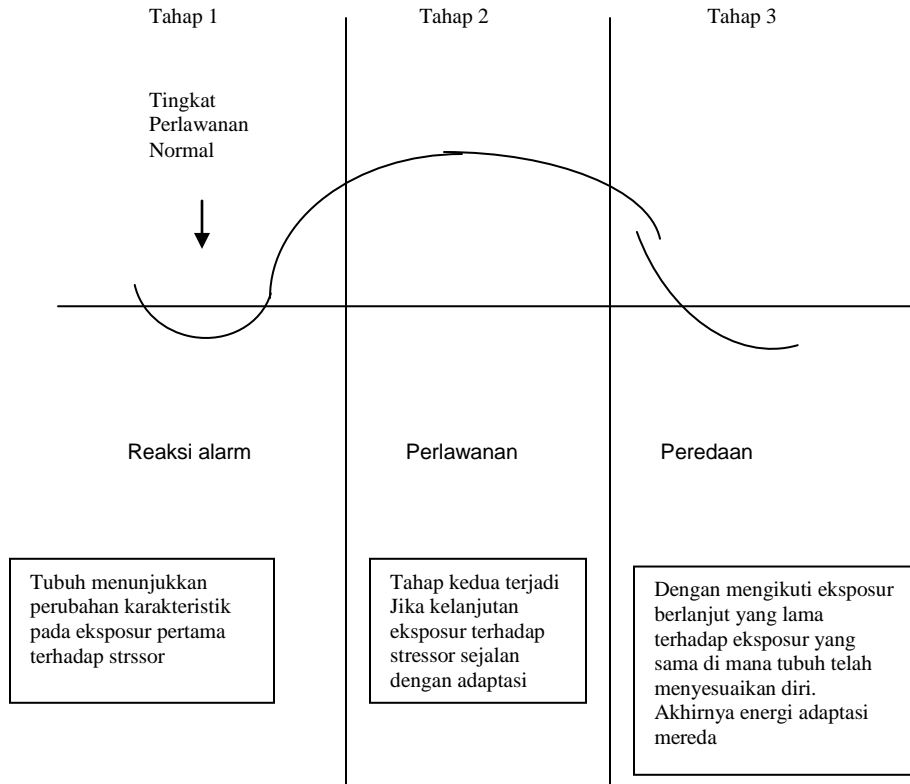 Tahap 1
Tahap 2
Tahap 3
Tingkat
Perlawanan
Normal
Reaksi alarm
Perlawanan
Peredaan
Tubuh menunjukkan
perubahan karakteristik
pada eksposur pertama
terhadap strssor
Tahap kedua terjadi
Jika kelanjutan
eksposur terhadap
stressor sejalan
dengan adaptasi
Dengan mengikuti eksposur
berlanjut yang lama
terhadap eksposur yang
sama di mana tubuh telah
menyesuaikan diri.
Akhirnya energi adaptasi
mereda